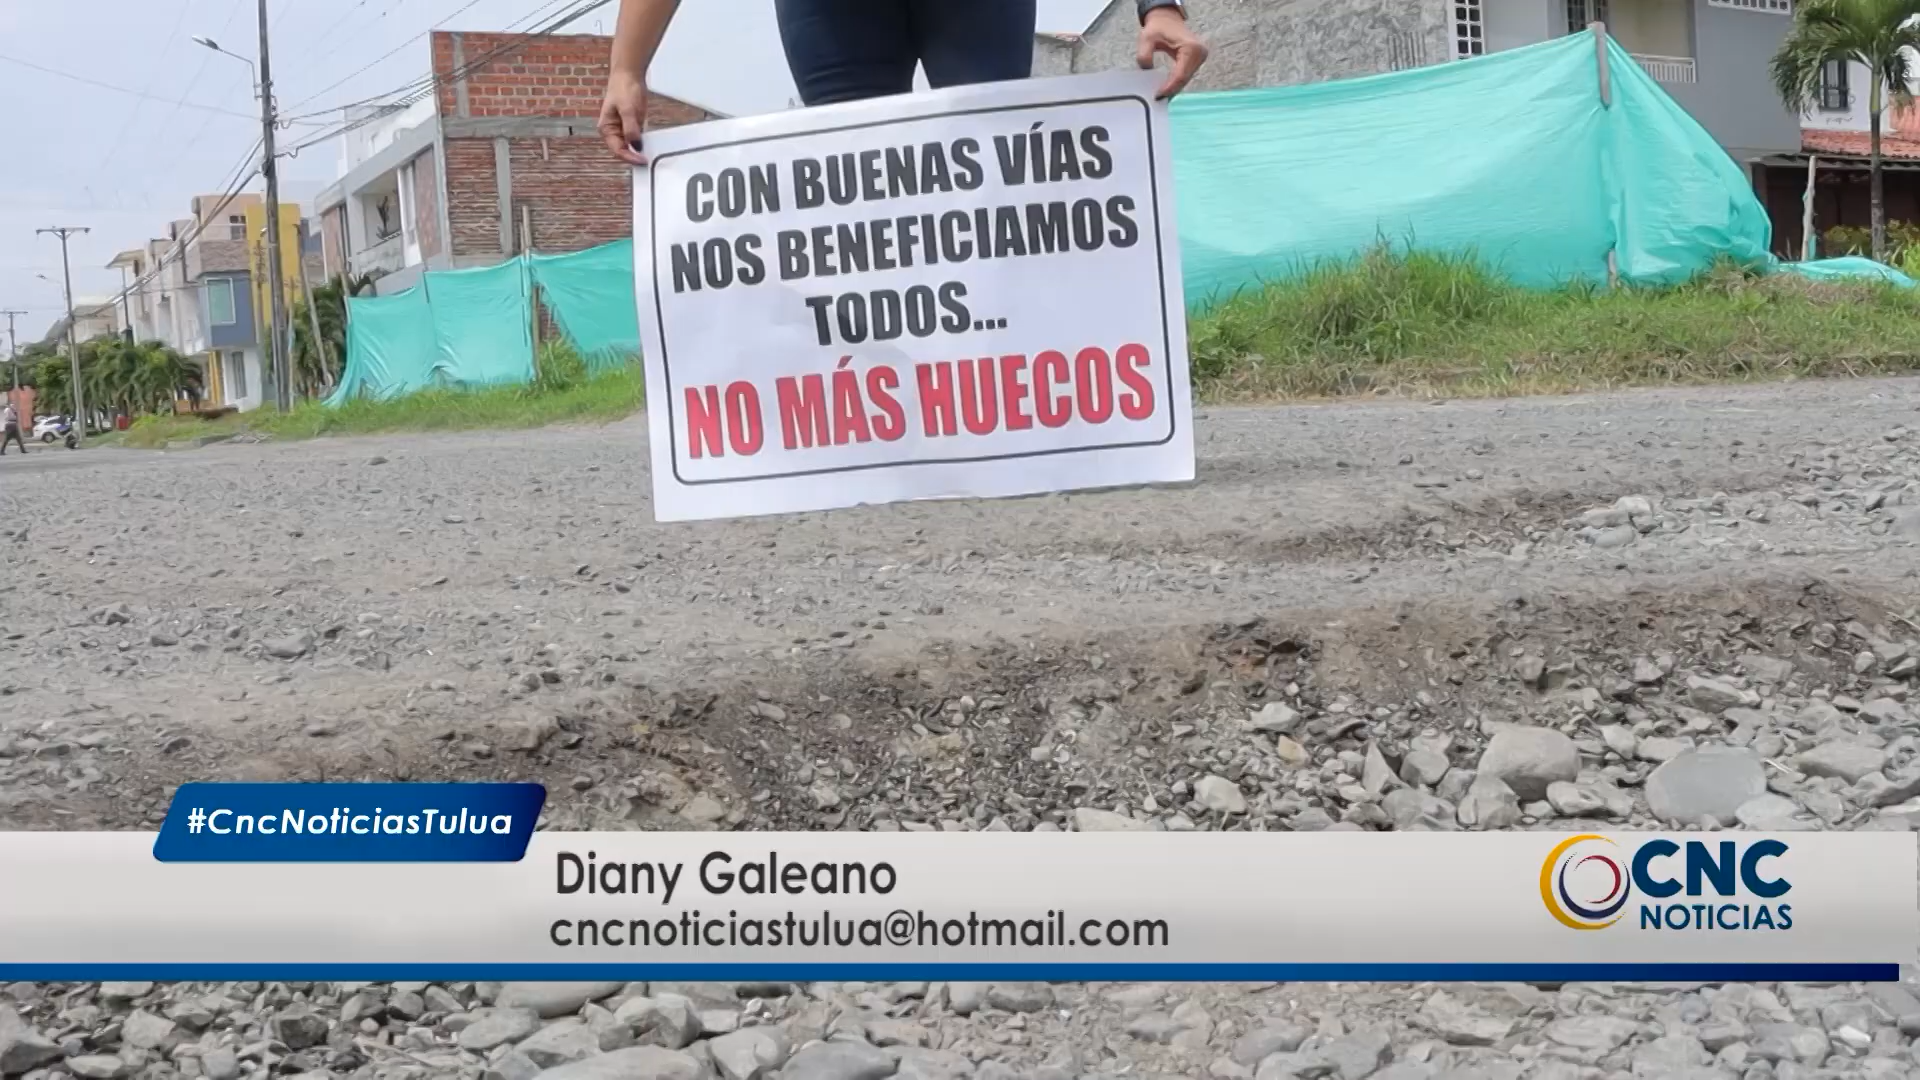 CON BUENAS VÍAS
NOS BENEFICIAMOS
TODOS...
NO MÁS HUECOS
#CncNoticiasTulua
Diany Galeano
cncnoticiastulua@hotmail.com
CNC
NOTICIAS